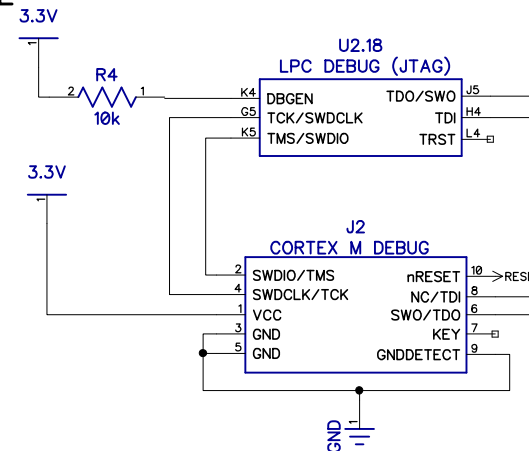 3.3V
1
R4
2 1
10k
U2.18
LPC DEBUG (JTAG)
K4 DBGEN TDO/SWO J5
G5 TCK/SWDCLK TDI H4
K5 TMS/SWDIO TRST L4
3.3V
1
J2
CORTEX M DEBUG
2 SWDIO/TMS nRESET 10 RESE
4 SWDCLK/TCK NC/TDI 8
1 VCC SWO/TDO 6
3 GND KEY 7
5 GND GNDDETECT 9
1
GND